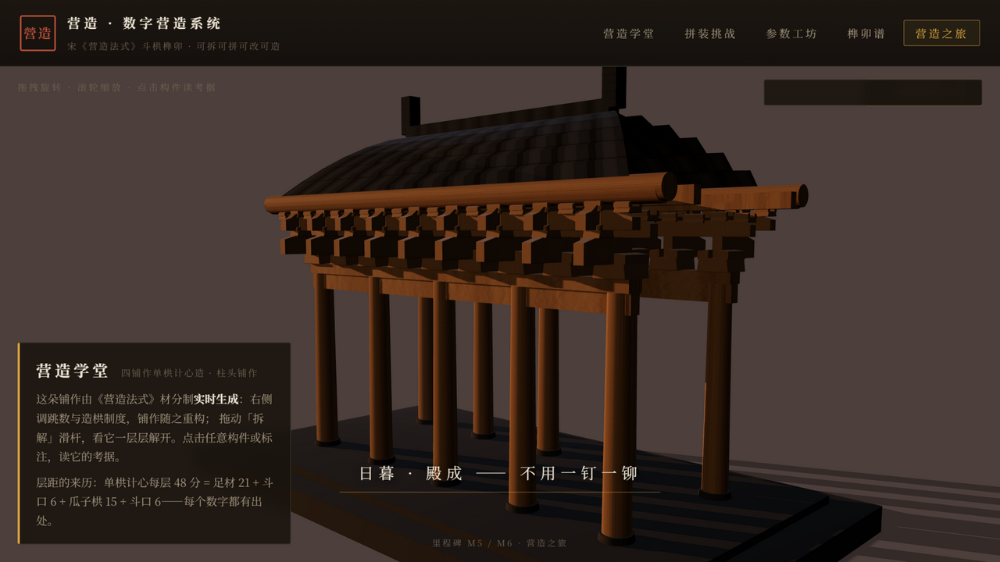 營造
营造 · 数字营造系统
宋《营造法式》斗栱榫卯 · 可拆可拼可改可造
营造学堂
拼装挑战
参数工坊
榫卯谱
营造之旅
拖拽旋转 · 滚轮缩放 · 点击构件读考据
营造学堂 四铺作单栱计心造 · 柱头铺作
这朵铺作由《营造法式》材分制实时生成：右侧
调跳数与造栱制度，铺作随之重构； 拖动「拆
解」滑杆，看它一层层解开。点击任意构件或标
注，读它的考据。
层距的来历：单栱计心每层 48 分 = 足材 21 + 斗
口 6 + 瓜子栱 15 + 斗口 6——每个数字都有出
处。
日暮 · 殿成 —— 不用一钉一铆
里程碑 M5 / M6 · 营造之旅